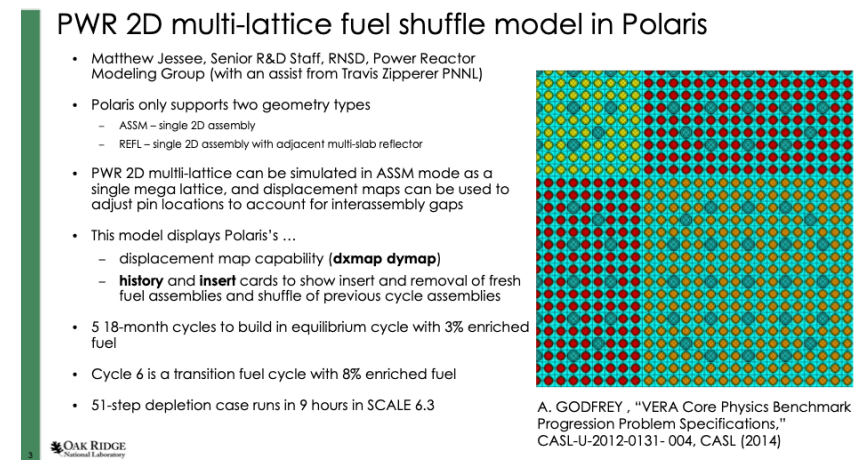 PWR 2D multi-lattice fuel shuffle model in Polaris
• Matthew Jessee, Senior R&D Staff, RNSD, Power Reactor
Modeling Group (with an assist from Travis Zipperer PNNL)
• Polaris only supports two geometry types
– ASSM – single 2D assembly
– REFL – single 2D assembly with adjacent multi-slab reflector
• PWR 2D multli-lattice can be simulated in ASSM mode as a
single mega lattice, and displacement maps can be used to
adjust pin locations to account for interassembly gaps
• This model displays Polaris's …
– displacement map capability (dxmap dymap)
– history and insert cards to show insert and removal of fresh
fuel assemblies and shuffle of previous cycle assemblies
• 5 18-month cycles to build in equilibrium cycle with 3% enriched
fuel
• Cycle 6 is a transition fuel cycle with 8% enriched fuel
• 51-step depletion case runs in 9 hours in SCALE 6.3
A. GODFREY , "VERA Core Physics Benchmark
Progression Problem Specifications,"
CASL-U-2012-0131- 004, CASL (2014)
3
OAK RIDGE
National Laboratory